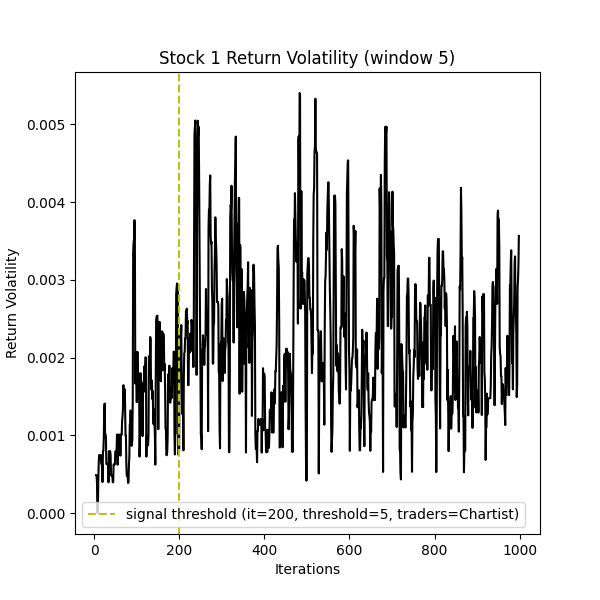 Stock 1 Return Volatility (window 5)
Return Volatility
0.005
0.004
0.003
0.002
0.001
0.000
signal threshold (it=200, threshold=5, traders=Chartist)
0 200 400 600 800 1000
Iterations